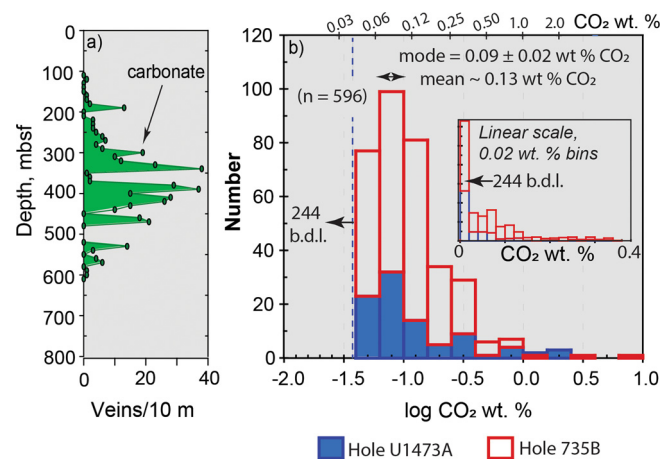 a)
0
100
200
300
400
500
600
700
800
Depth, mbsf
carbonate
0
20
40
Veins/10 m
0.03
0.06
0.12
0.25
0.50
1.0
2.0
CO₂ wt. %
b)
mode = 0.09 ± 0.02 wt % CO₂
mean ~ 0.13 wt % CO₂
(n = 596)
120
100
80
60
40
20
0
Number
244
b.d.l.
Linear scale,
0.02 wt. % bins
244 b.d.l.
0
0.4
CO₂ wt. %
-2.0
-1.5
-1.0
-0.5
0.0
0.5
1.0
log CO₂ wt. %
Hole U1473A
Hole 735B